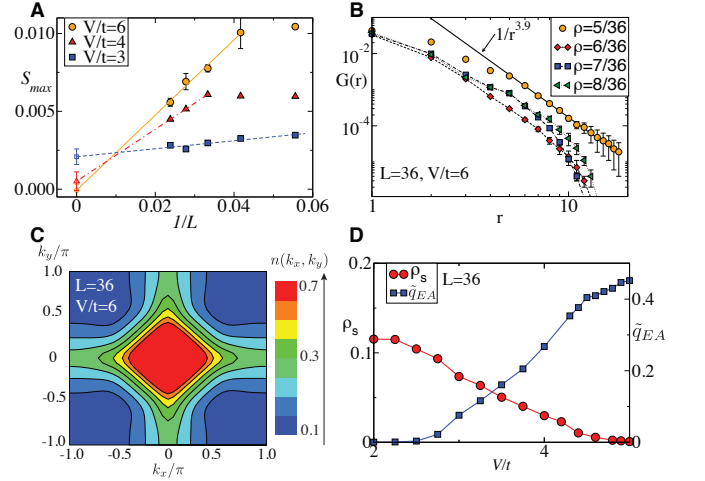 A
0.010
0.005
0.000
S_max
V/t=6
V/t=4
V/t=3
0 0.02 0.04 0.06
1/L
B
1/r^3.9
ρ=5/36
ρ=6/36
ρ=7/36
ρ=8/36
10^-2
G(r)
10^-4
L=36, V/t=6
1 10
r
C
k_y/π
n(k_x, k_y)
1.0
0.5
0
-0.5
-1.0
L=36
V/t=6
0.7
0.3
0.1
-1.0 -0.5 0 0.5 1.0
k_x/π
D
0.2
ρ_s
0.1
0
ρ_s
q̃_EA
L=36
0.4
q̃_EA
0.2
0
2 4
V/t